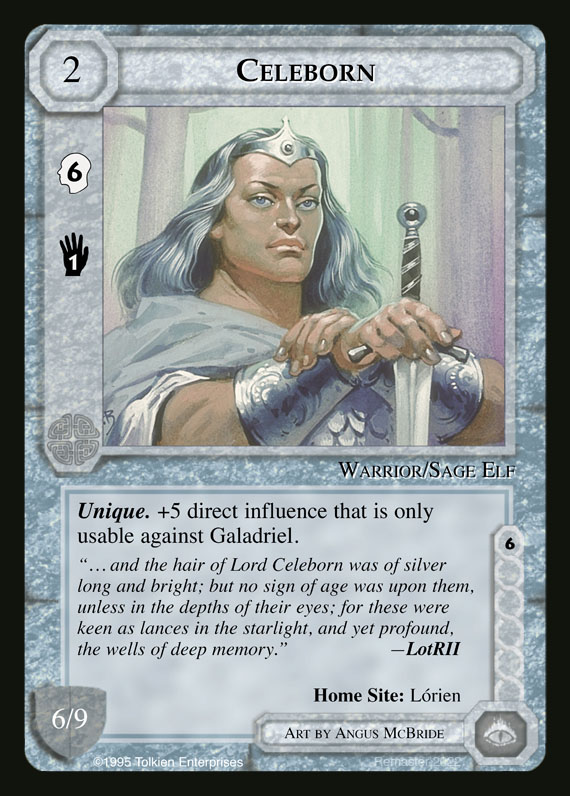 2
CELEBORN
6
1
R
WARRIOR/SAGE ELF
Unique. +5 direct influence that is only
usable against Galadriel.
“…and the hair of Lord Celeborn was of silver
long and bright; but no sign of age was upon them,
unless in the depths of their eyes; for these were
keen as lances in the starlight, and yet profound,
the wells of deep memory.” —LotRII
6
Home Site: Lórien
6/9
ART BY ANGUS MCBRIDE
©1995 Tolkien Enterprises
Remaster 2022